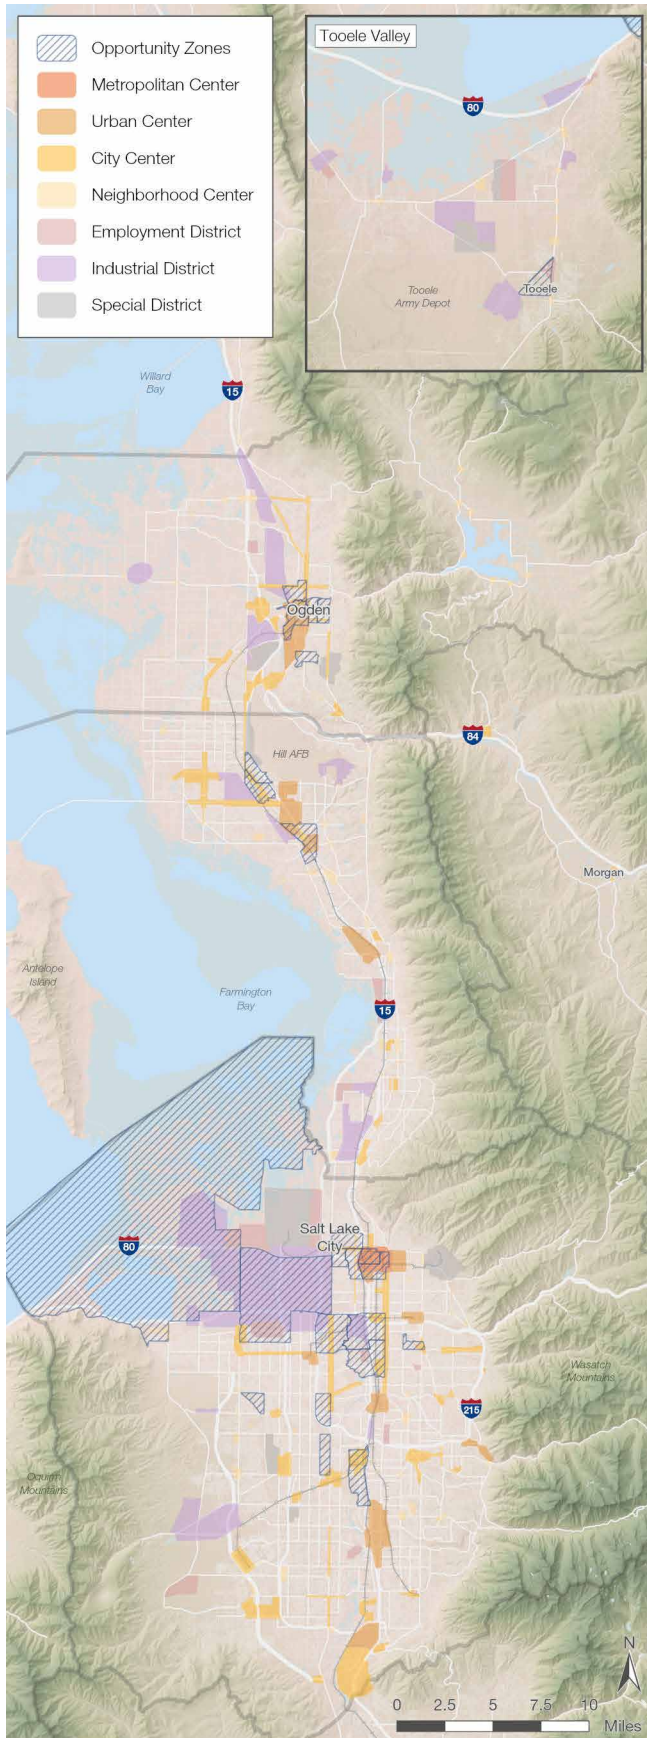 Opportunity Zones
Metropolitan Center
Urban Center
City Center
Neighborhood Center
Employment District
Industrial District
Special District
Tooele Valley
80
Tooele
Army Depot
Tooele
Willard
Bay
15
Ogden
Hill AFB
84
Morgan
Antelope
Island
Farmington
Bay
15
Salt Lake
City
80
Wasatch
Mountains
215
Oquirrh
Mountains
N
0 2.5 5 7.5 10
Miles